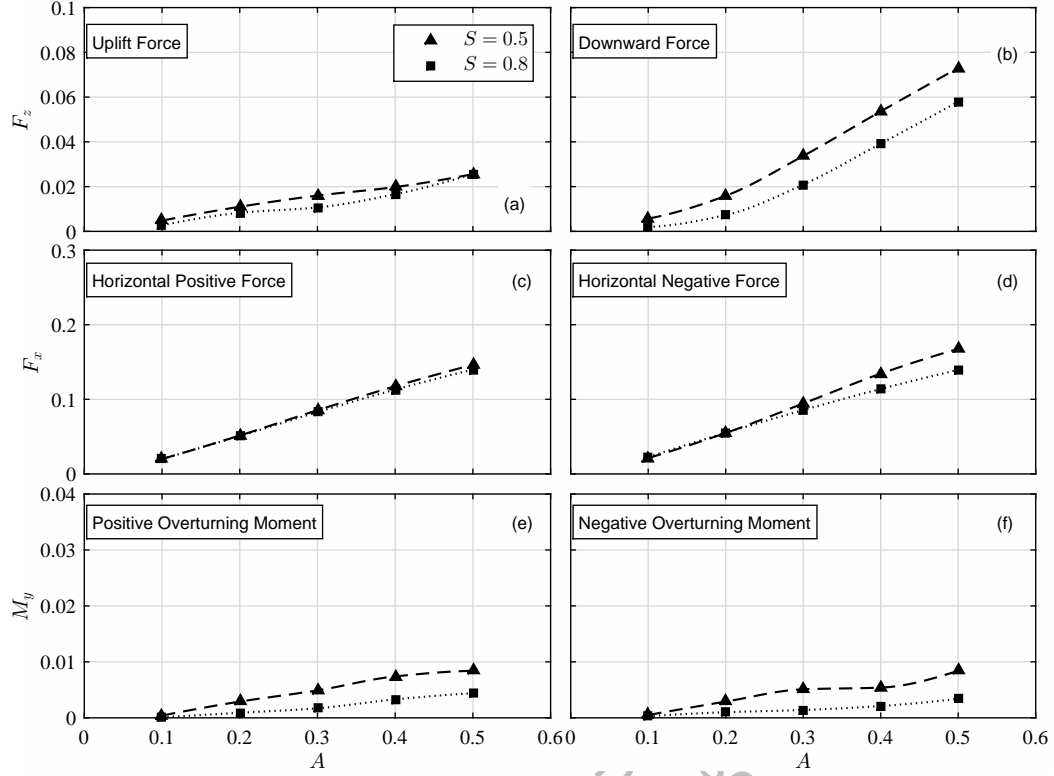 Uplift Force
S = 0.5
S = 0.8
(a)
F_z
0.1
0.08
0.06
0.04
0.02
0
Downward Force
(b)
Horizontal Positive Force
(c)
F_x
0.3
0.2
0.1
0
Horizontal Negative Force
(d)
Positive Overturning Moment
(e)
M_y
0.04
0.03
0.02
0.01
0
0 0.1 0.2 0.3 0.4 0.5 0.6
A
Negative Overturning Moment
(f)
0 0.1 0.2 0.3 0.4 0.5 0.6
A